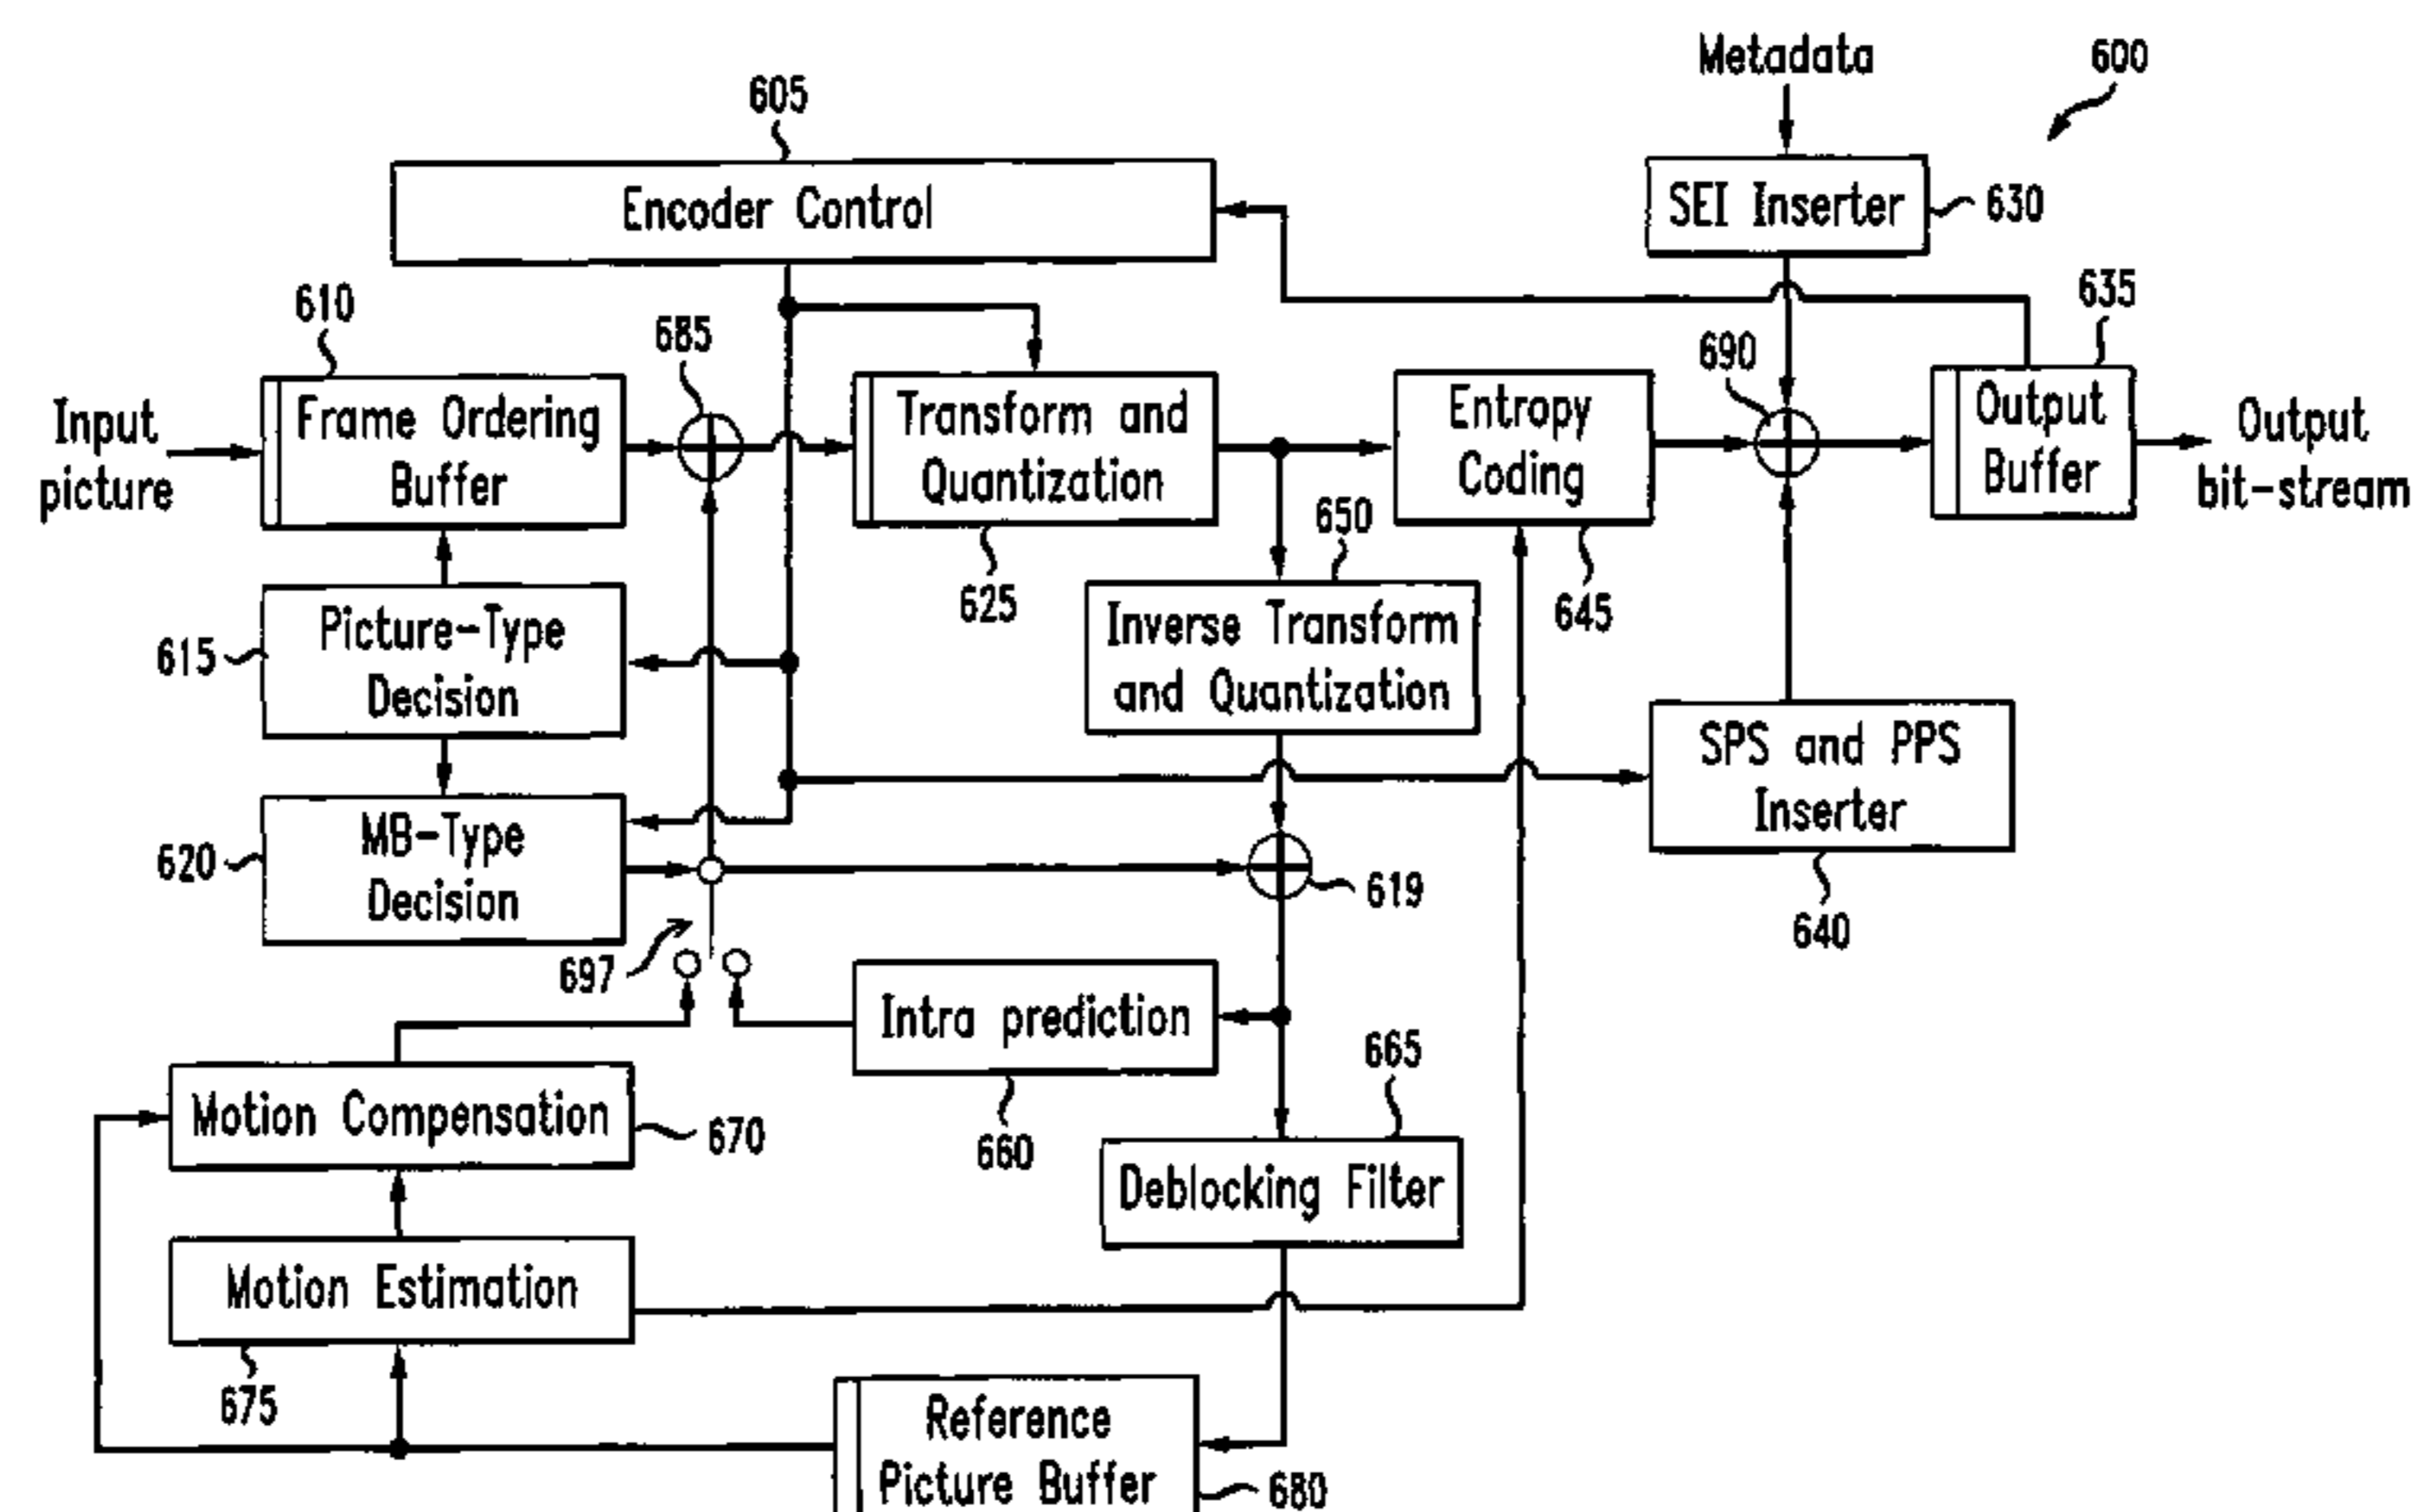 Metadata
600
605
Encoder Control
SEI Inserter
630
610
685
635
690
Input
picture
Frame Ordering
Buffer
Transform and
Quantization
Entropy
Coding
Output
Buffer
Output
bit-stream
650
625
645
615
Picture-Type
Decision
Inverse Transform
and Quantization
SPS and PPS
Inserter
640
620
MB-Type
Decision
619
697
Intra prediction
660
665
Motion Compensation
670
Deblocking Filter
Motion Estimation
675
Reference
Picture Buffer
680